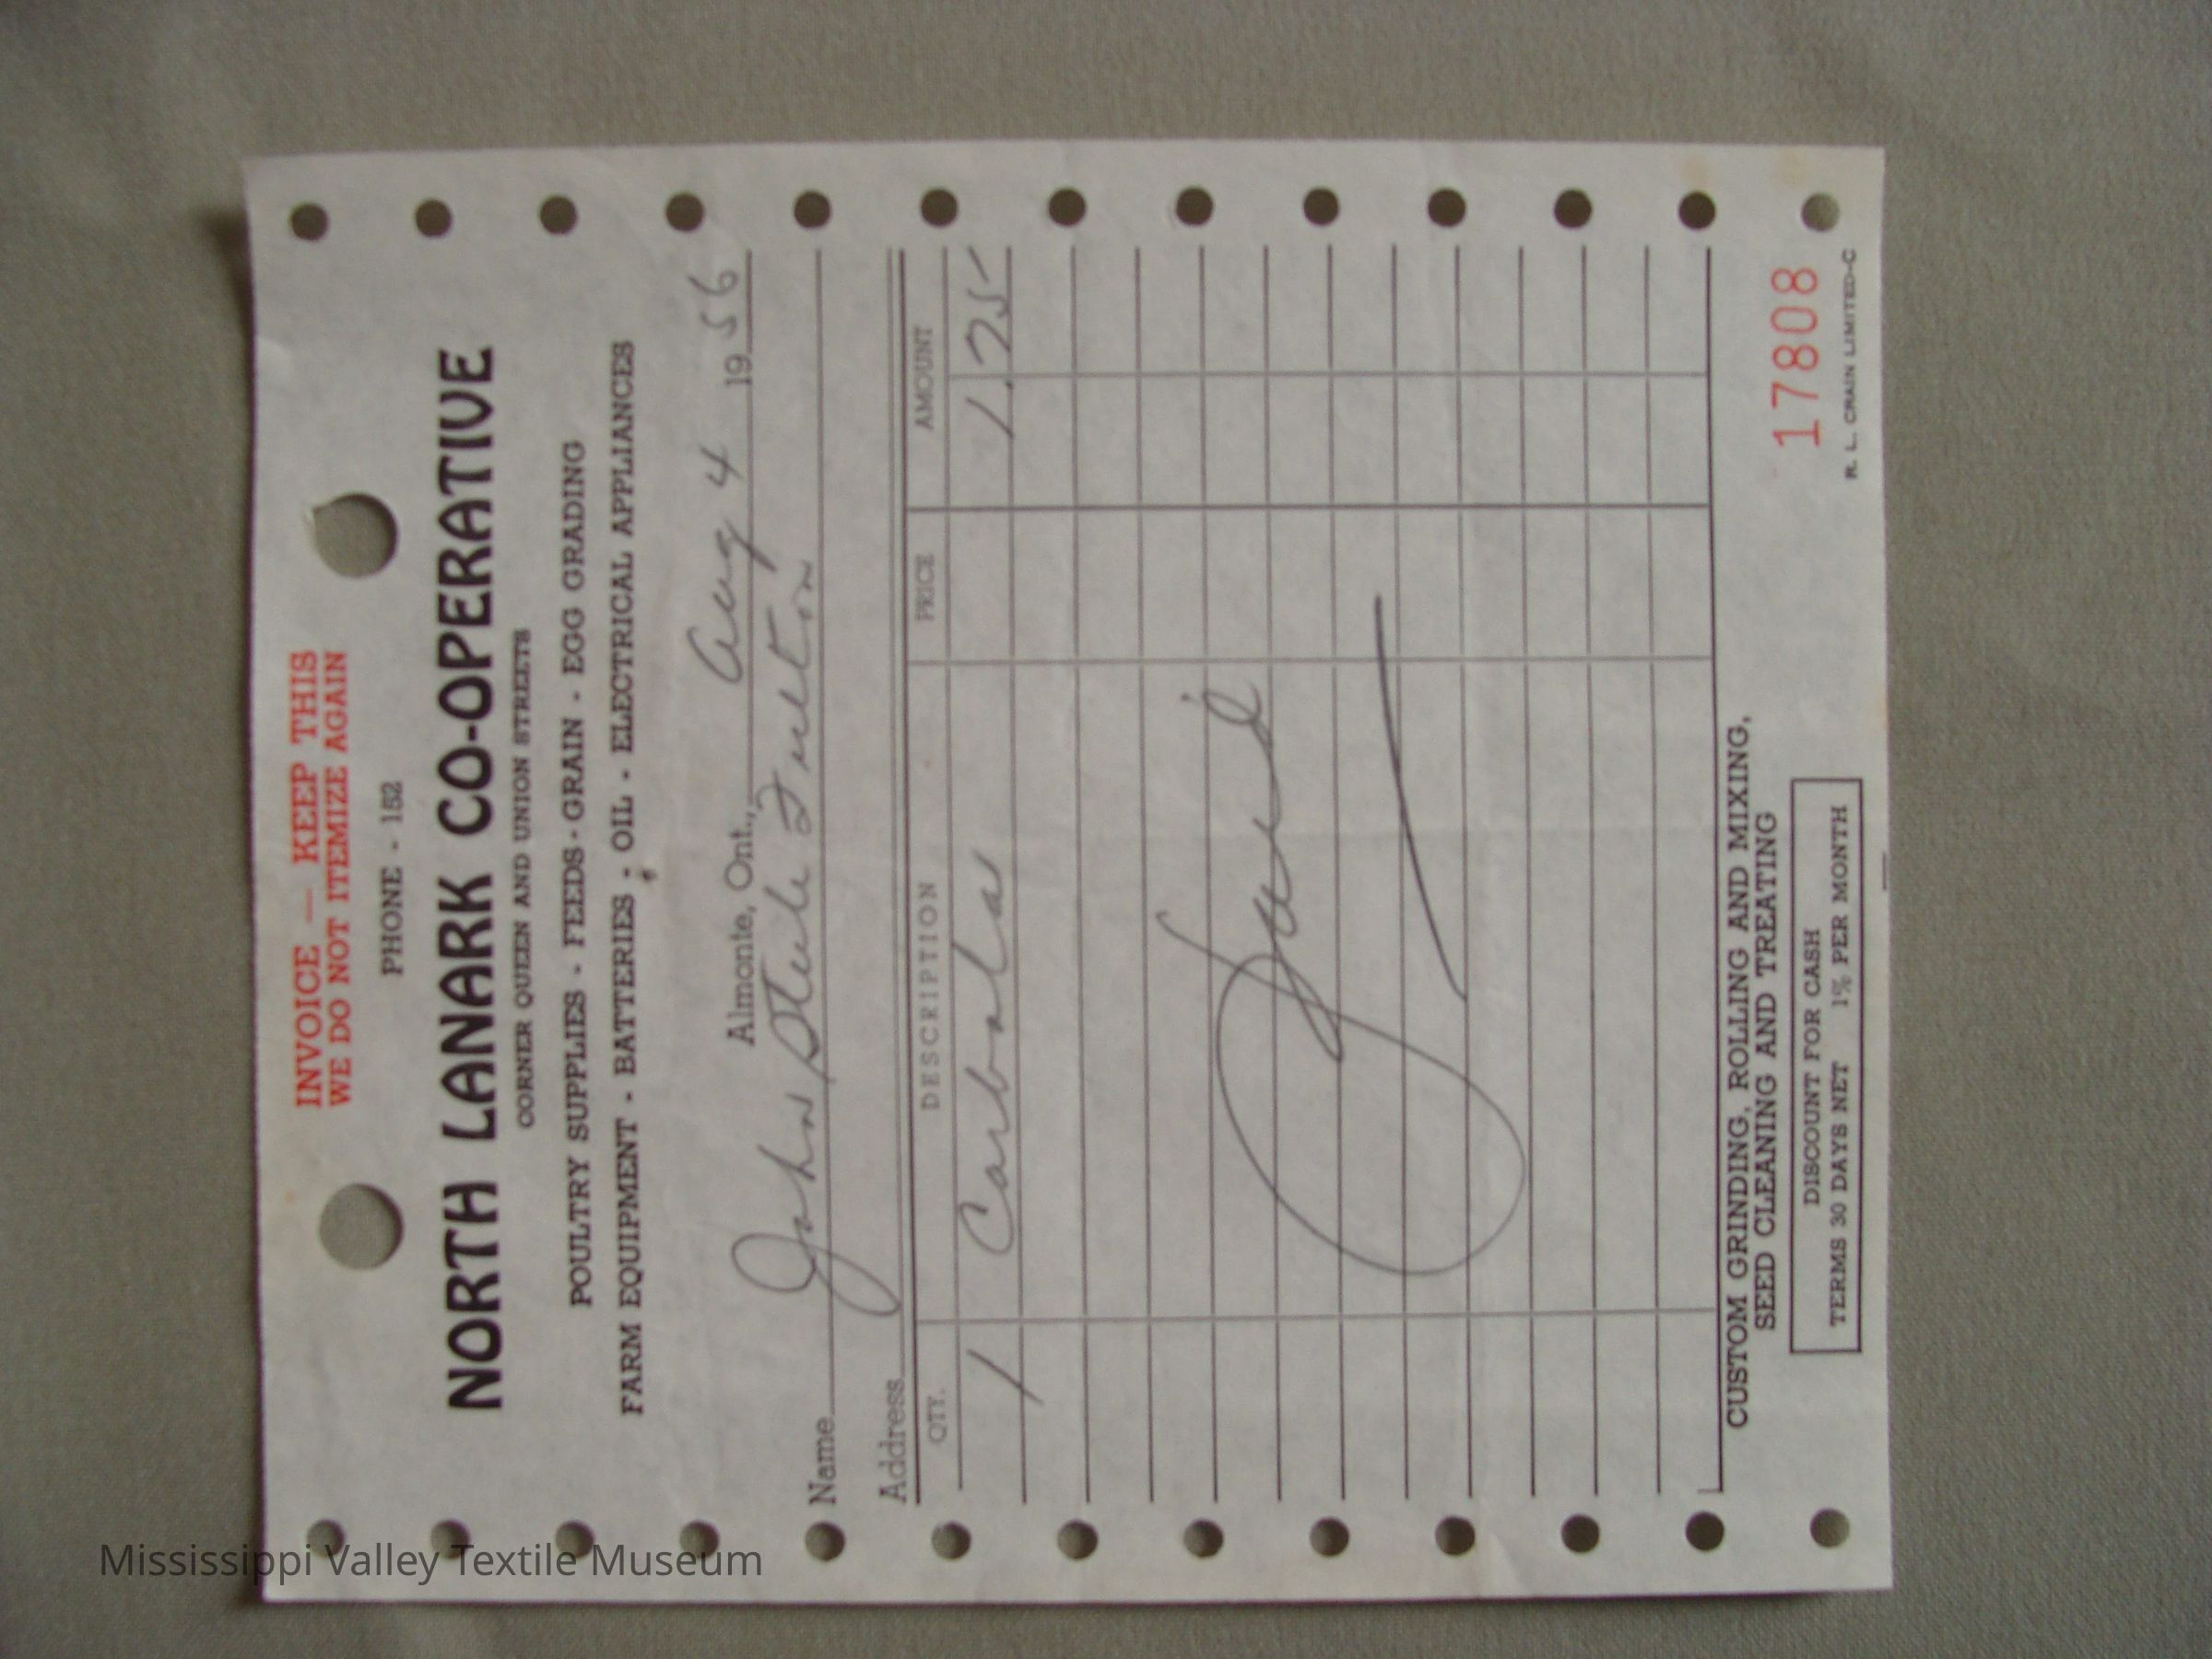 INVOICE — KEEP THIS
WE DO NOT ITEMIZE AGAIN
PHONE - 152
NORTH LANARK CO-OPERATIVE
CORNER QUEEN AND UNION STREETS
POULTRY SUPPLIES - FEEDS - GRAIN - EGG GRADING
FARM EQUIPMENT - BATTERIES - OIL - ELECTRICAL APPLIANCES
Almonte, Ont., Aug 4 1956
Name John Steele Fulton
Address
QTY. DESCRIPTION PRICE AMOUNT
1 Carbola 1.75
Paid
CUSTOM GRINDING, ROLLING AND MIXING,
SEED CLEANING AND TREATING
DISCOUNT FOR CASH
TERMS 30 DAYS NET 1% PER MONTH
17808
R. L. CRAIN LIMITED-C
Mississippi Valley Textile Museum